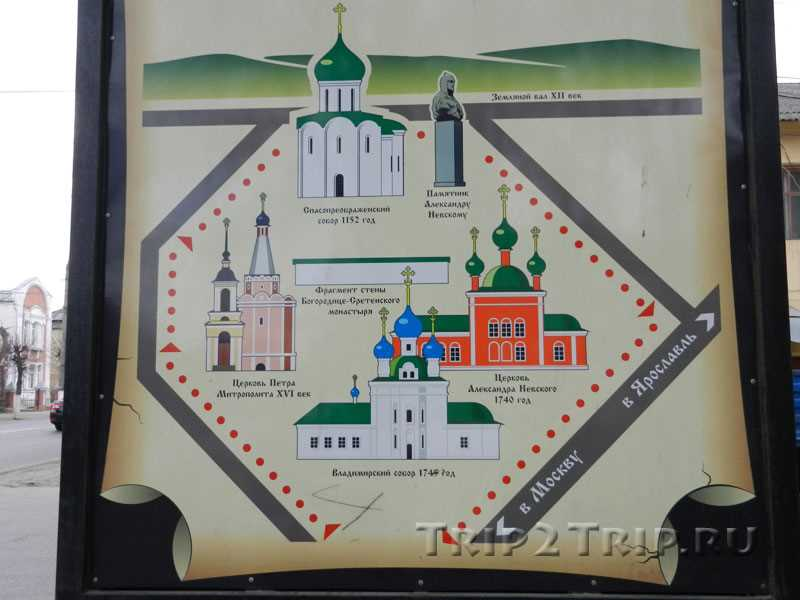 Земляной вал XII век
Спасопреображенский
собор 1152 год
Памятник
Александру
Невскому
Фрагмент стены
Богородице-Сретенского
монастыря
Церковь Петра
Митрополита XVI век
Церковь
Александра Невского
1740 год
Владимирский собор 1745 год
в Ярославль
в Москву
Trip2Trip.ru